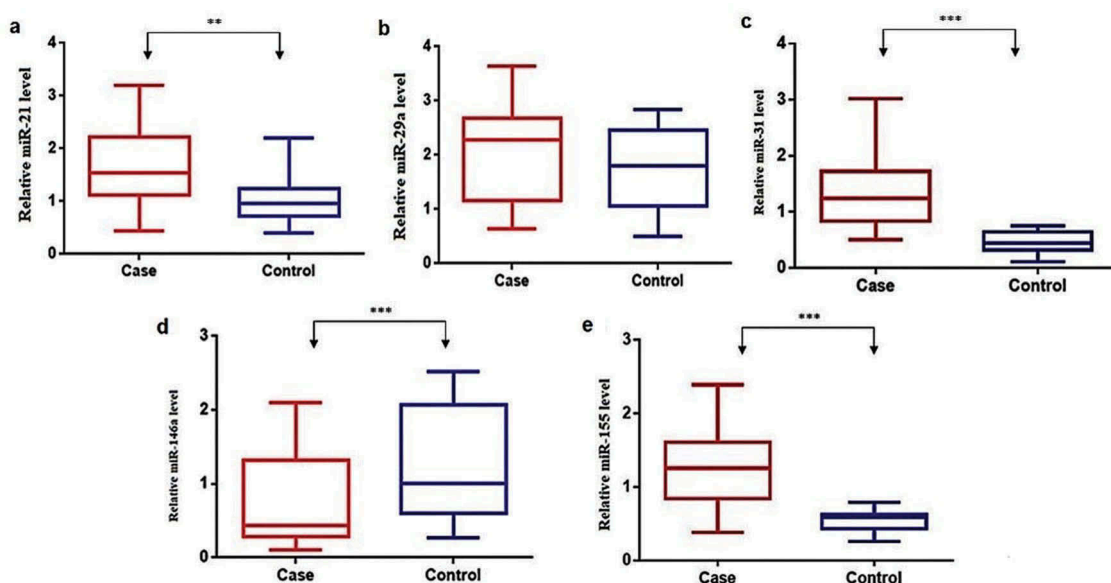 a
**
Relative miR-21 level
4
3
2
1
0
Case
Control
b
Relative miR-29a level
4
3
2
1
0
Case
Control
c
***
Relative miR-31 level
4
3
2
1
0
Case
Control
d
***
Relative miR-146a level
3
2
1
0
Case
Control
e
***
Relative miR-155 level
3
2
1
0
Case
Control